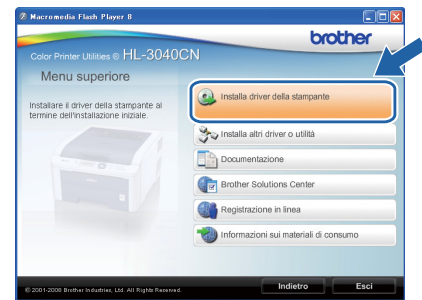 Macromedia Flash Player 8
brother
Color Printer Utilities ® HL-3040CN
Menu superiore
Installare il driver della stampante al
termine dell'installazione iniziale.
Installa driver della stampante
Installa altri driver o utilità
Documentazione
Brother Solutions Center
Registrazione in linea
Informazioni sui materiali di consumo
© 2001-2008 Brother Industries, Ltd. All Rights Reserved.
Indietro
Esci